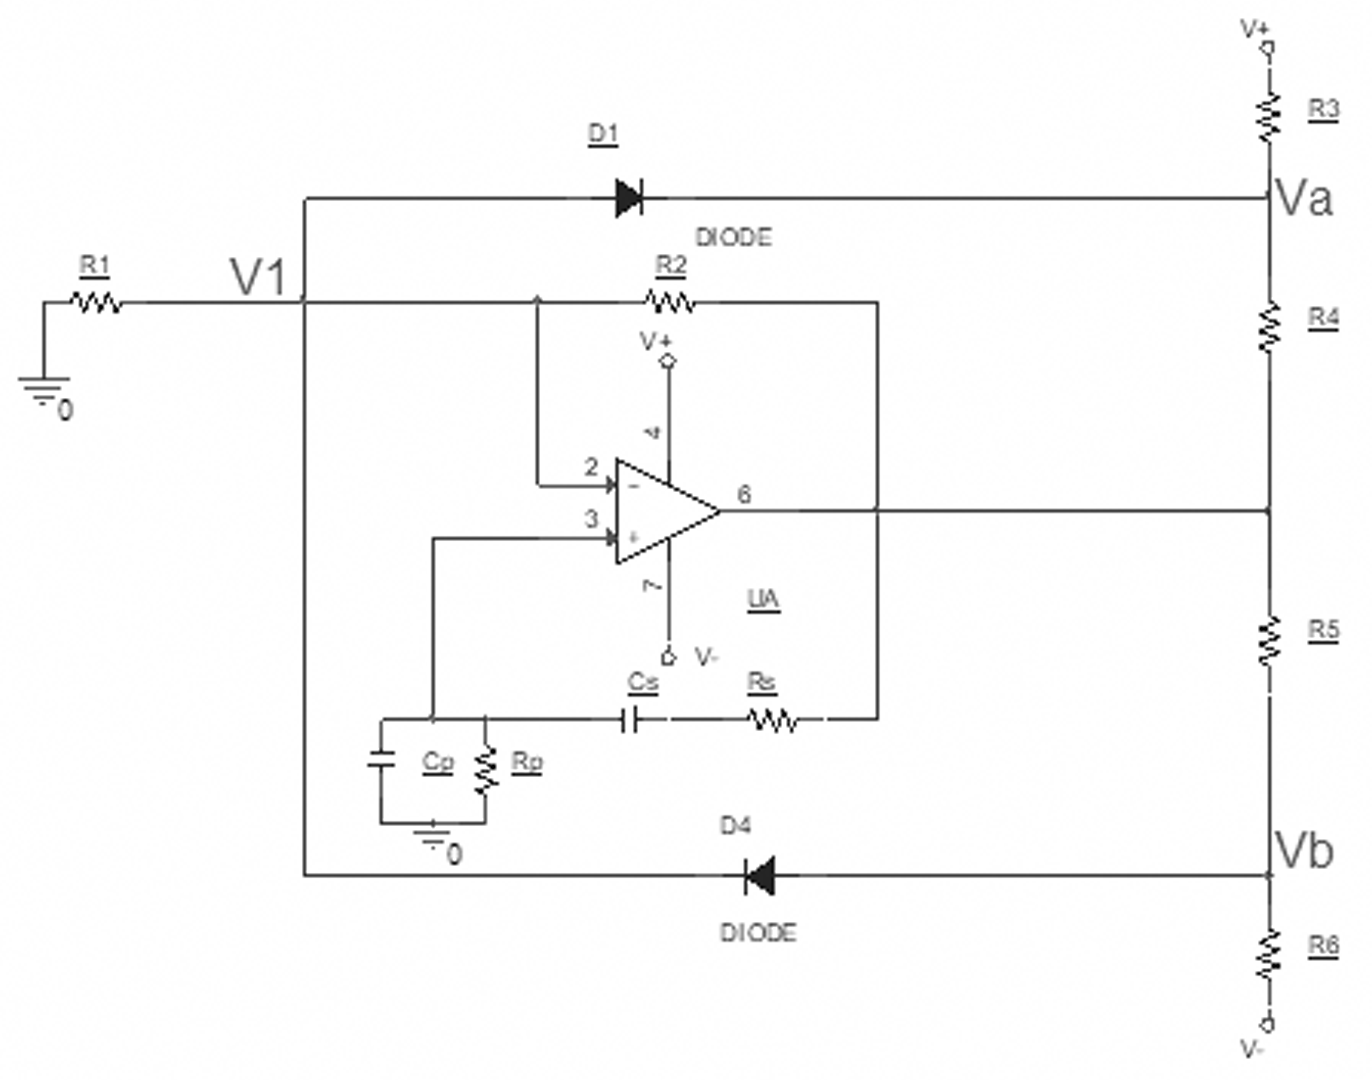 V+
R3
D1
Va
DIODE
R1
V1
R2
V+
R4
0
4
2
-
6
3
+
7
UA
R5
V-
Cs
Rs
Cp
Rp
0
D4
Vb
DIODE
R6
V-